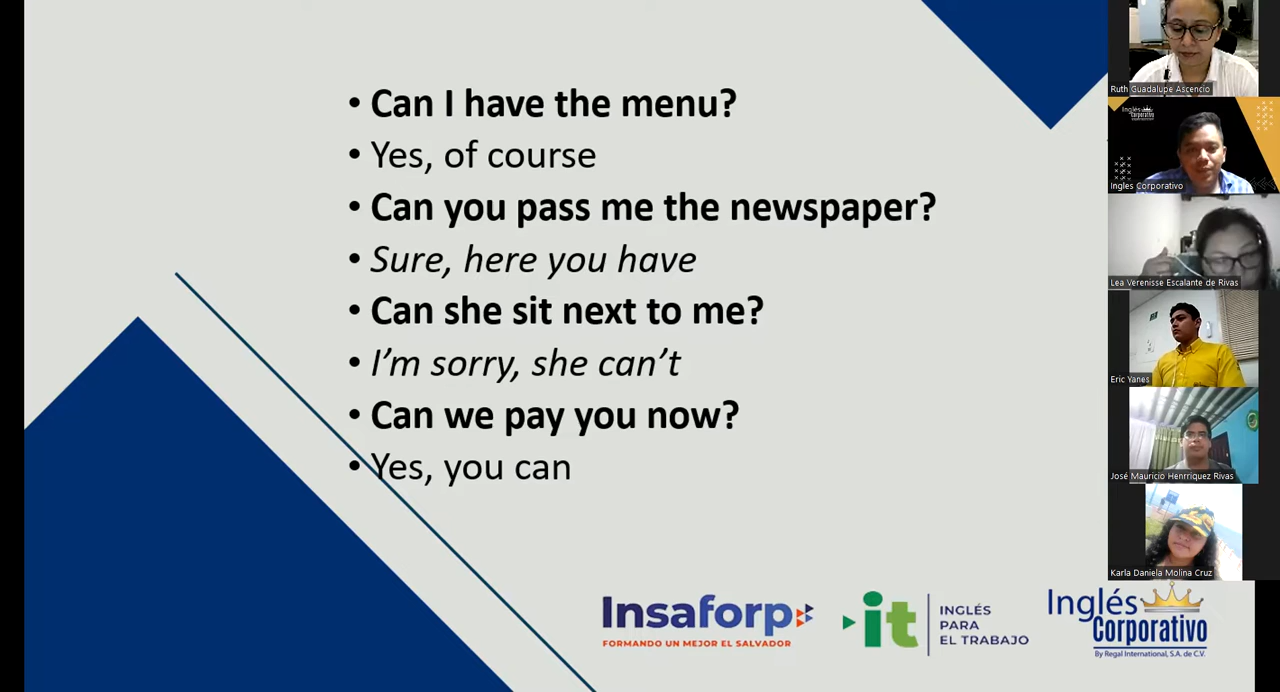 • Can I have the menu?
• Yes, of course
• Can you pass me the newspaper?
• Sure, here you have
• Can she sit next to me?
• I'm sorry, she can't
• Can we pay you now?
• Yes, you can
Insaforp
FORMANDO UN MEJOR EL SALVADOR
it
INGLÉS
PARA
EL TRABAJO
Inglés
Corporativo
By Regal International, S.A. de C.V.
Ruth Guadalupe Ascencio
Inglés
Corporativo
Ingles Corporativo
Lea Verenisse Escalante de Rivas
Eric Yanes
José Mauricio Henrriquez Rivas
Karla Daniela Molina Cruz